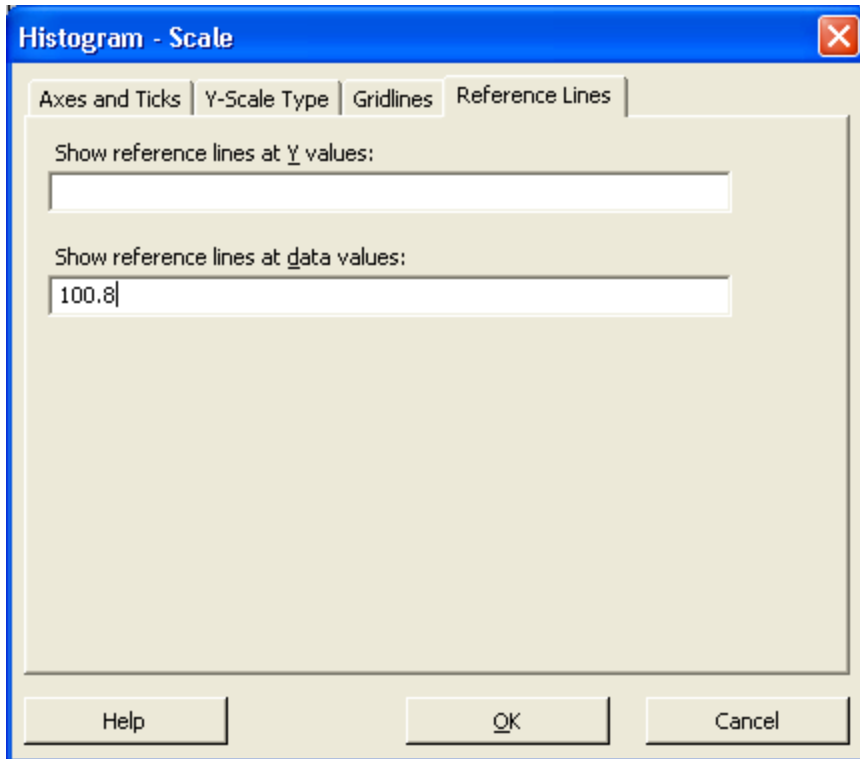 Histogram - Scale
Axes and Ticks Y-Scale Type Gridlines Reference Lines
Show reference lines at Y values:
Show reference lines at data values:
100.8
Help OK Cancel